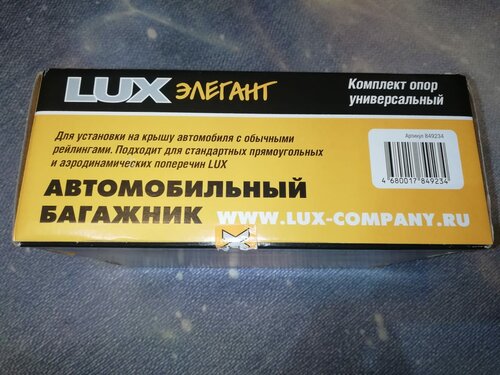 LUX ЭЛЕГАНТ
Комплект опор
универсальный
Артикул 849234
4 680017 849234
Для установки на крышу автомобиля с обычными
рейлингами. Подходит для стандартных прямоугольных
и аэродинамических поперечин LUX
АВТОМОБИЛЬНЫЙ
БАГАЖНИК WWW.LUX-COMPANY.RU